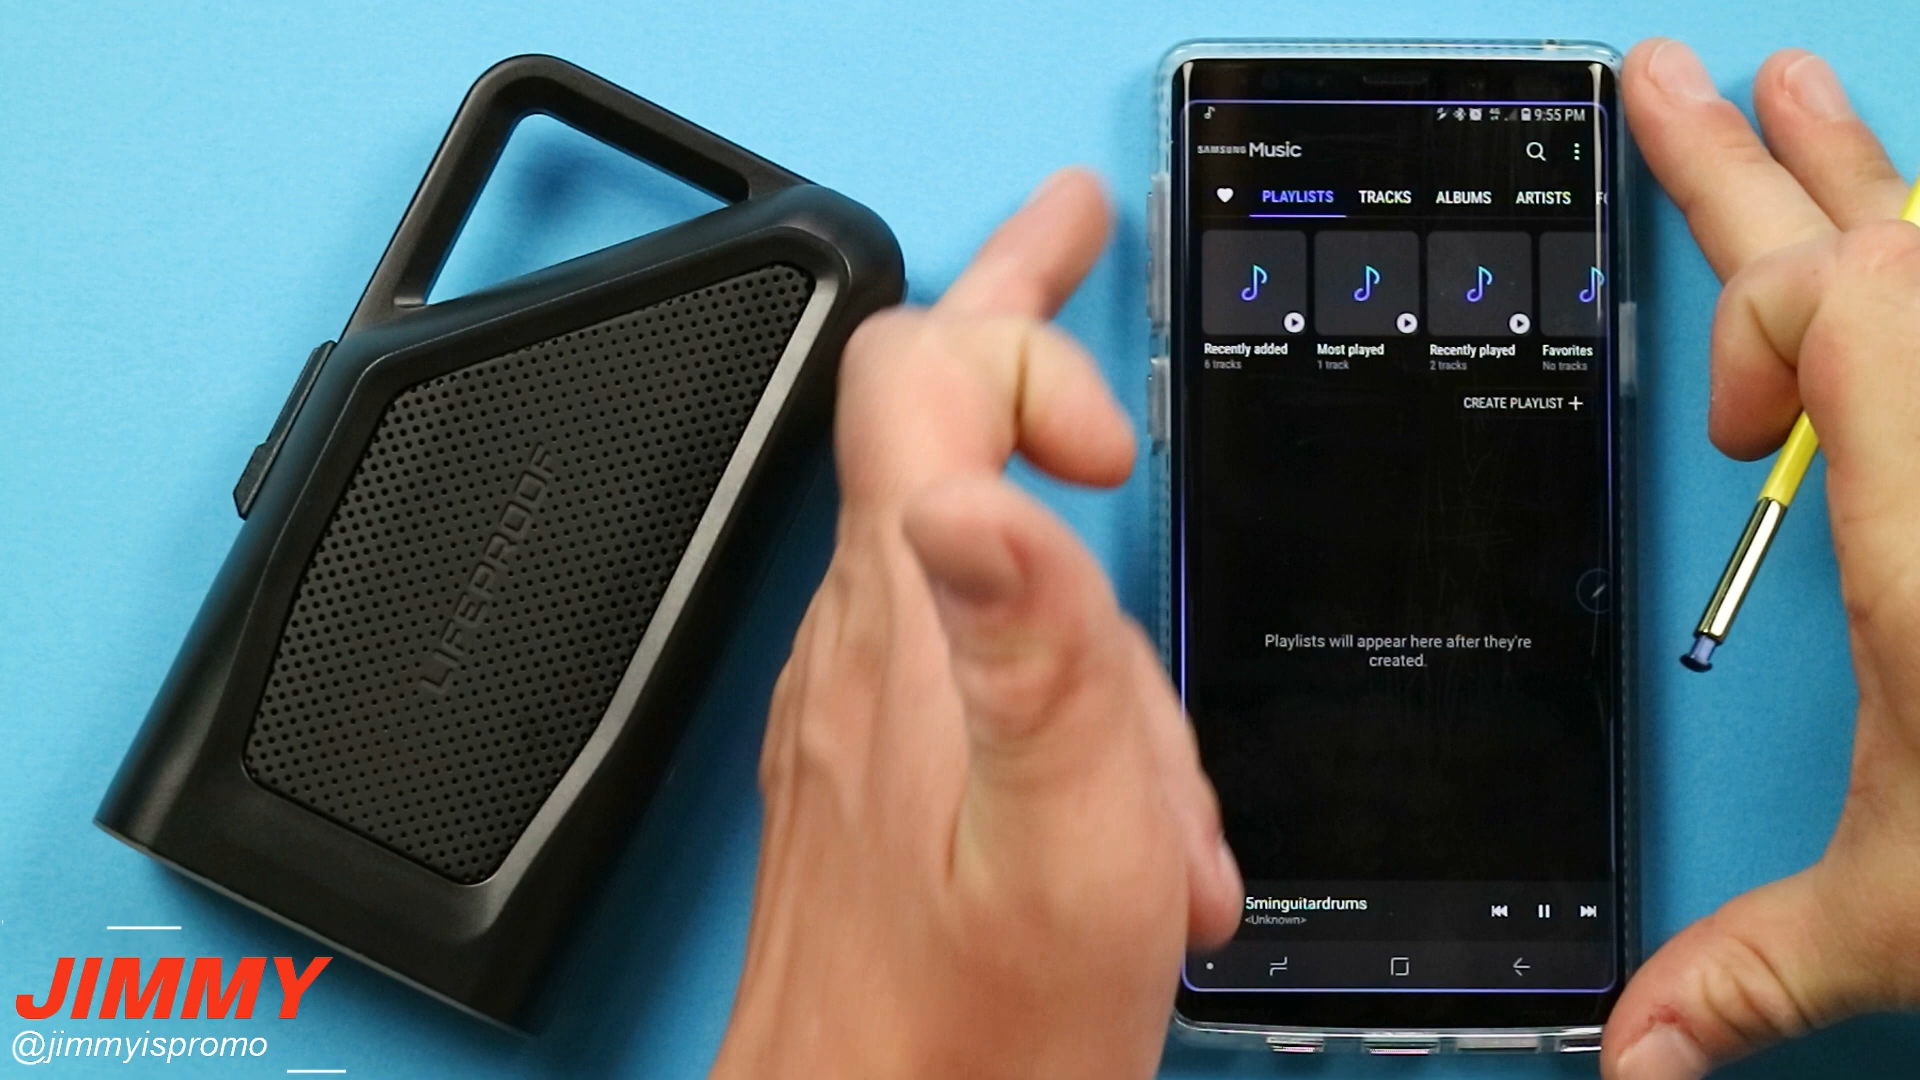 LIFEPROOF
9:55 PM
SAMSUNG Music
PLAYLISTS TRACKS ALBUMS ARTISTS
Recently added Most played Recently played Favorites
6 tracks 1 track 2 tracks No tracks
CREATE PLAYLIST +
Playlists will appear here after they're
created.
5minguitardrums
<Unknown>
JIMMY
@jimmyispromo